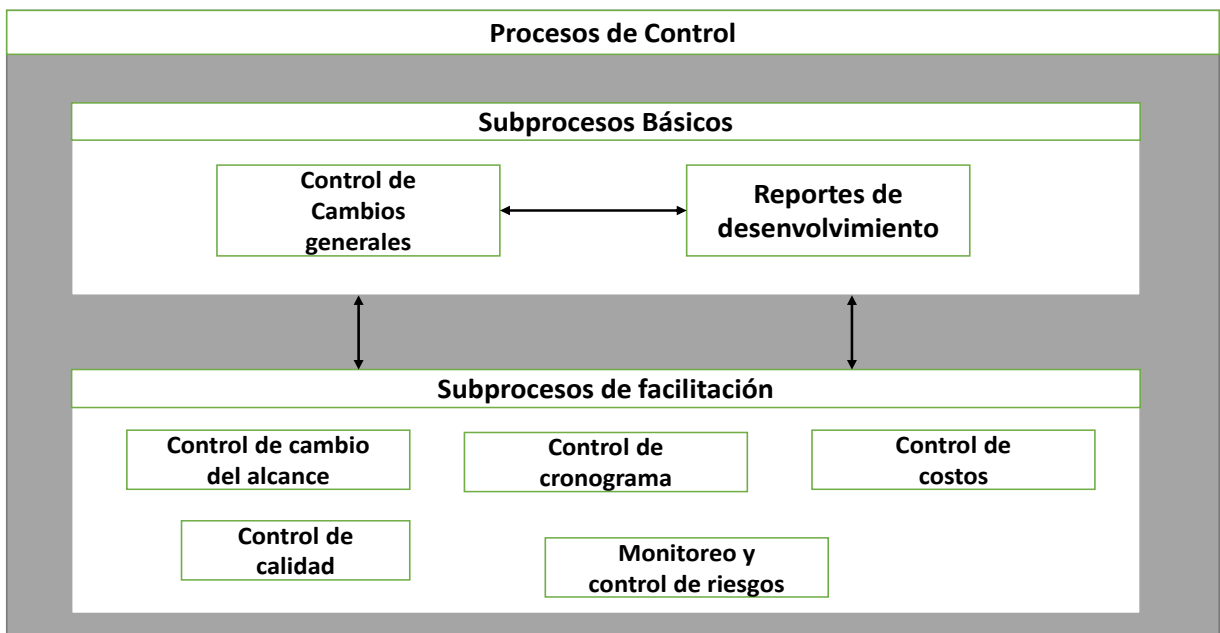 Procesos de Control
Subprocesos Básicos
Control de
Cambios
generales
Reportes de
desenvolvimiento
Subprocesos de facilitación
Control de cambio
del alcance
Control de
cronograma
Control de
costos
Control de
calidad
Monitoreo y
control de riesgos